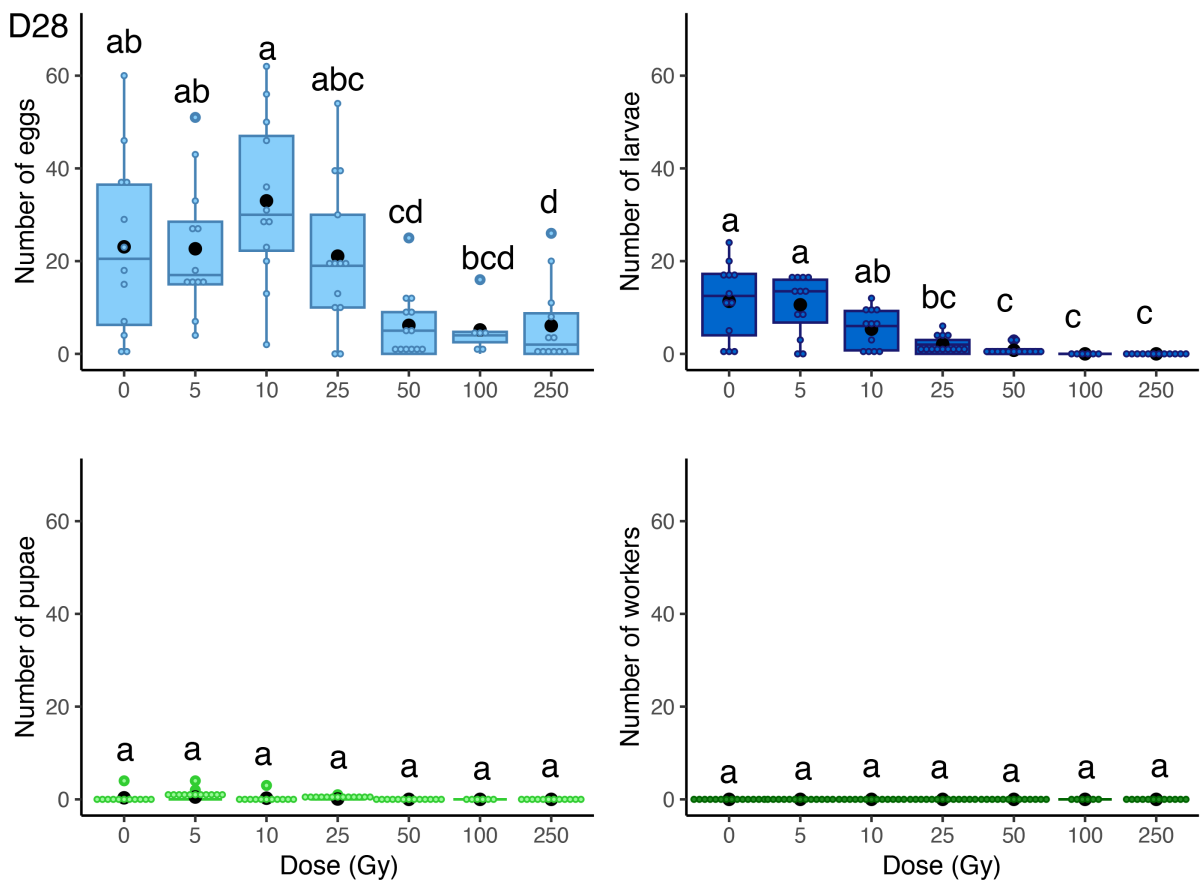 D28
Number of eggs
60
40
20
0
ab
ab
a
abc
cd
bcd
d
0 5 10 25 50 100 250
Number of larvae
60
40
20
0
a
a
ab
bc
c
c
c
0 5 10 25 50 100 250
Number of pupae
60
40
20
0
a a a a a a a
0 5 10 25 50 100 250
Dose (Gy)
Number of workers
60
40
20
0
a a a a a a a
0 5 10 25 50 100 250
Dose (Gy)